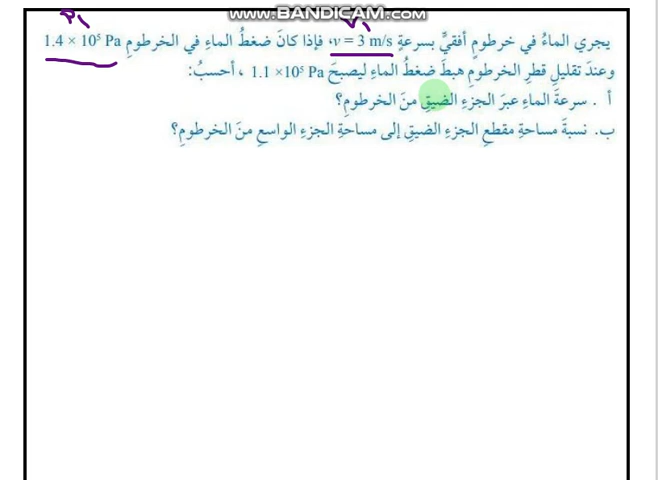 WWW.BANDICAM.COM
يجري الماءُ في خرطومٍ أفقيٍّ بسرعةٍ v = 3 m/s، فإذا كانَ ضغطُ الماءِ في الخرطومِ 1.4 × 10⁵ Pa
وعندَ تقليلِ قطرِ الخرطومِ هبطَ ضغطُ الماءِ ليصبحَ 1.1 ×10⁵ Pa ، أحسبُ:
أ . سرعةَ الماءِ عبرَ الجزءِ الضيقِ منَ الخرطومِ؟
ب. نسبةَ مساحةِ مقطعِ الجزءِ الضيقِ إلى مساحةِ الجزءِ الواسعِ منَ الخرطومِ؟